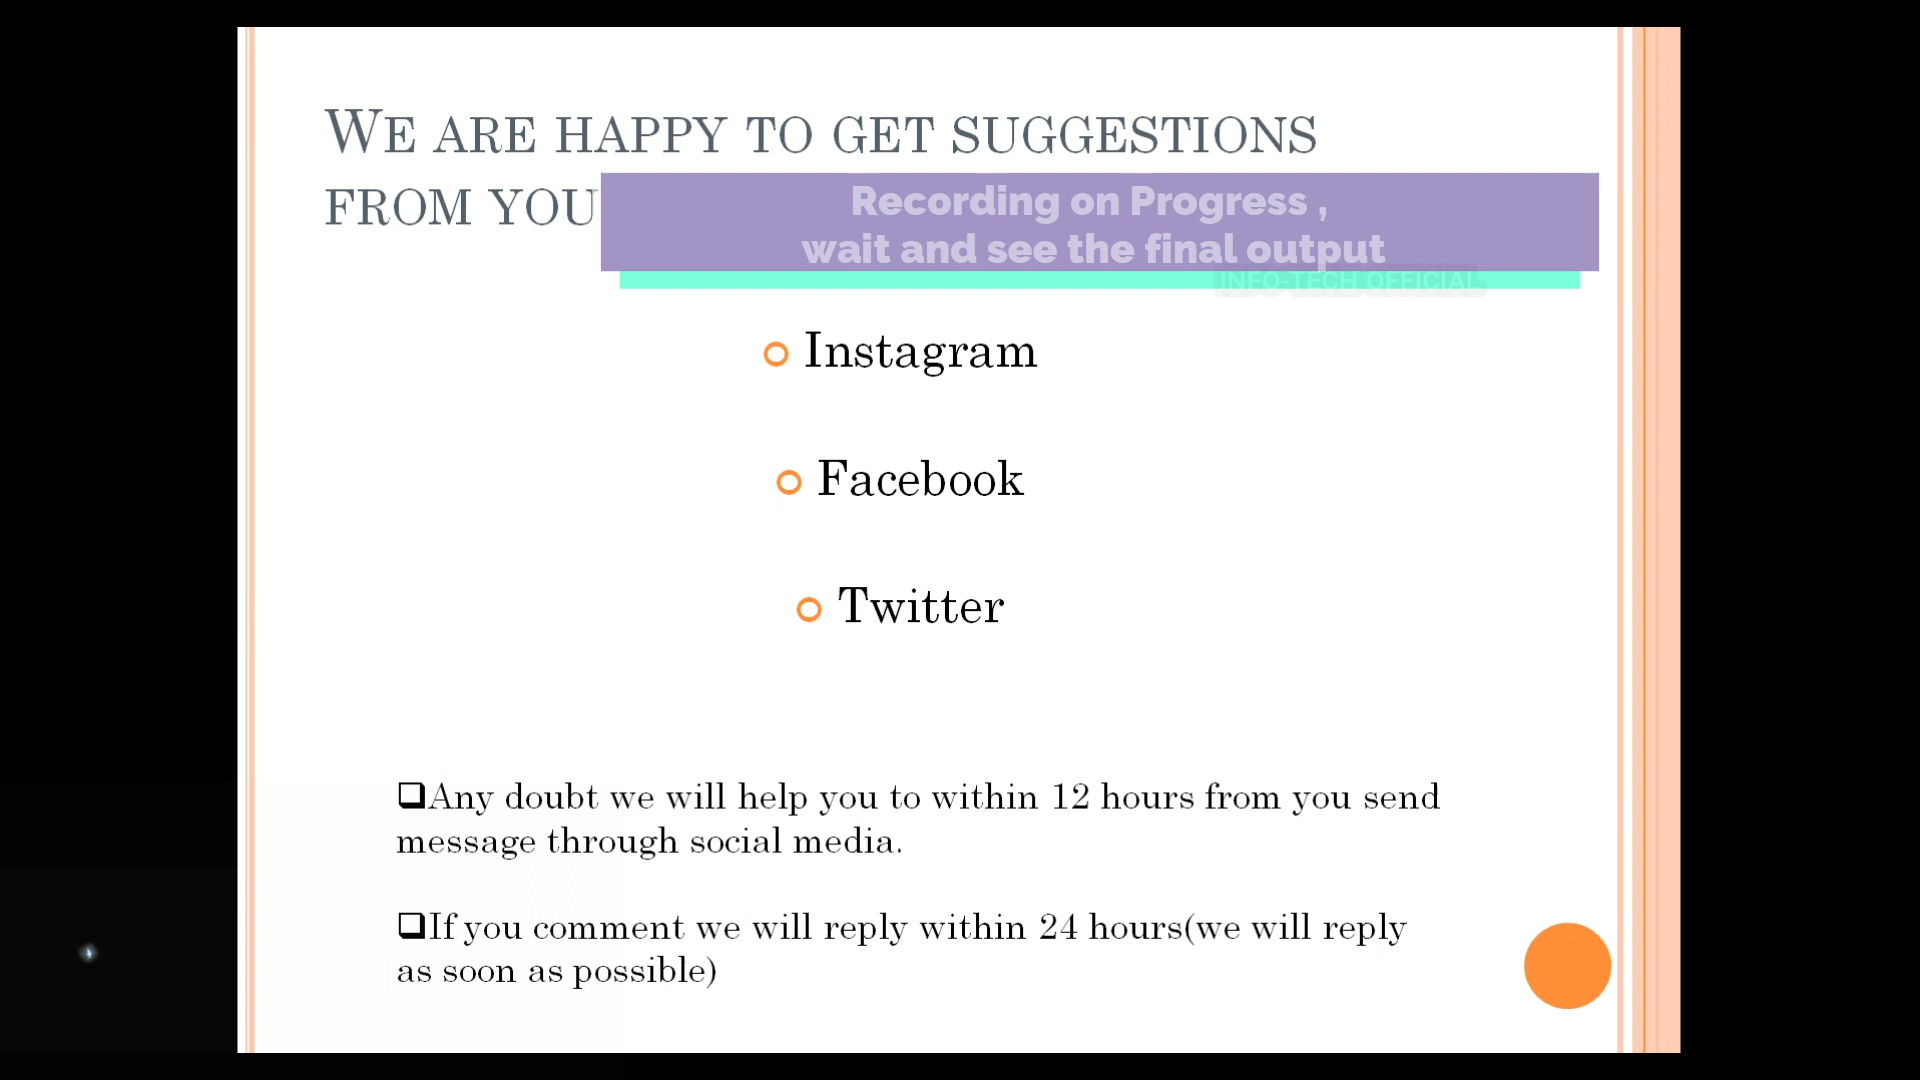 We are happy to get suggestions
from you
Recording on Progress ,
wait and see the final output
INFO-TECH OFFICIAL
Instagram
Facebook
Twitter
❑Any doubt we will help you to within 12 hours from you send
message through social media.
❑If you comment we will reply within 24 hours(we will reply
as soon as possible)